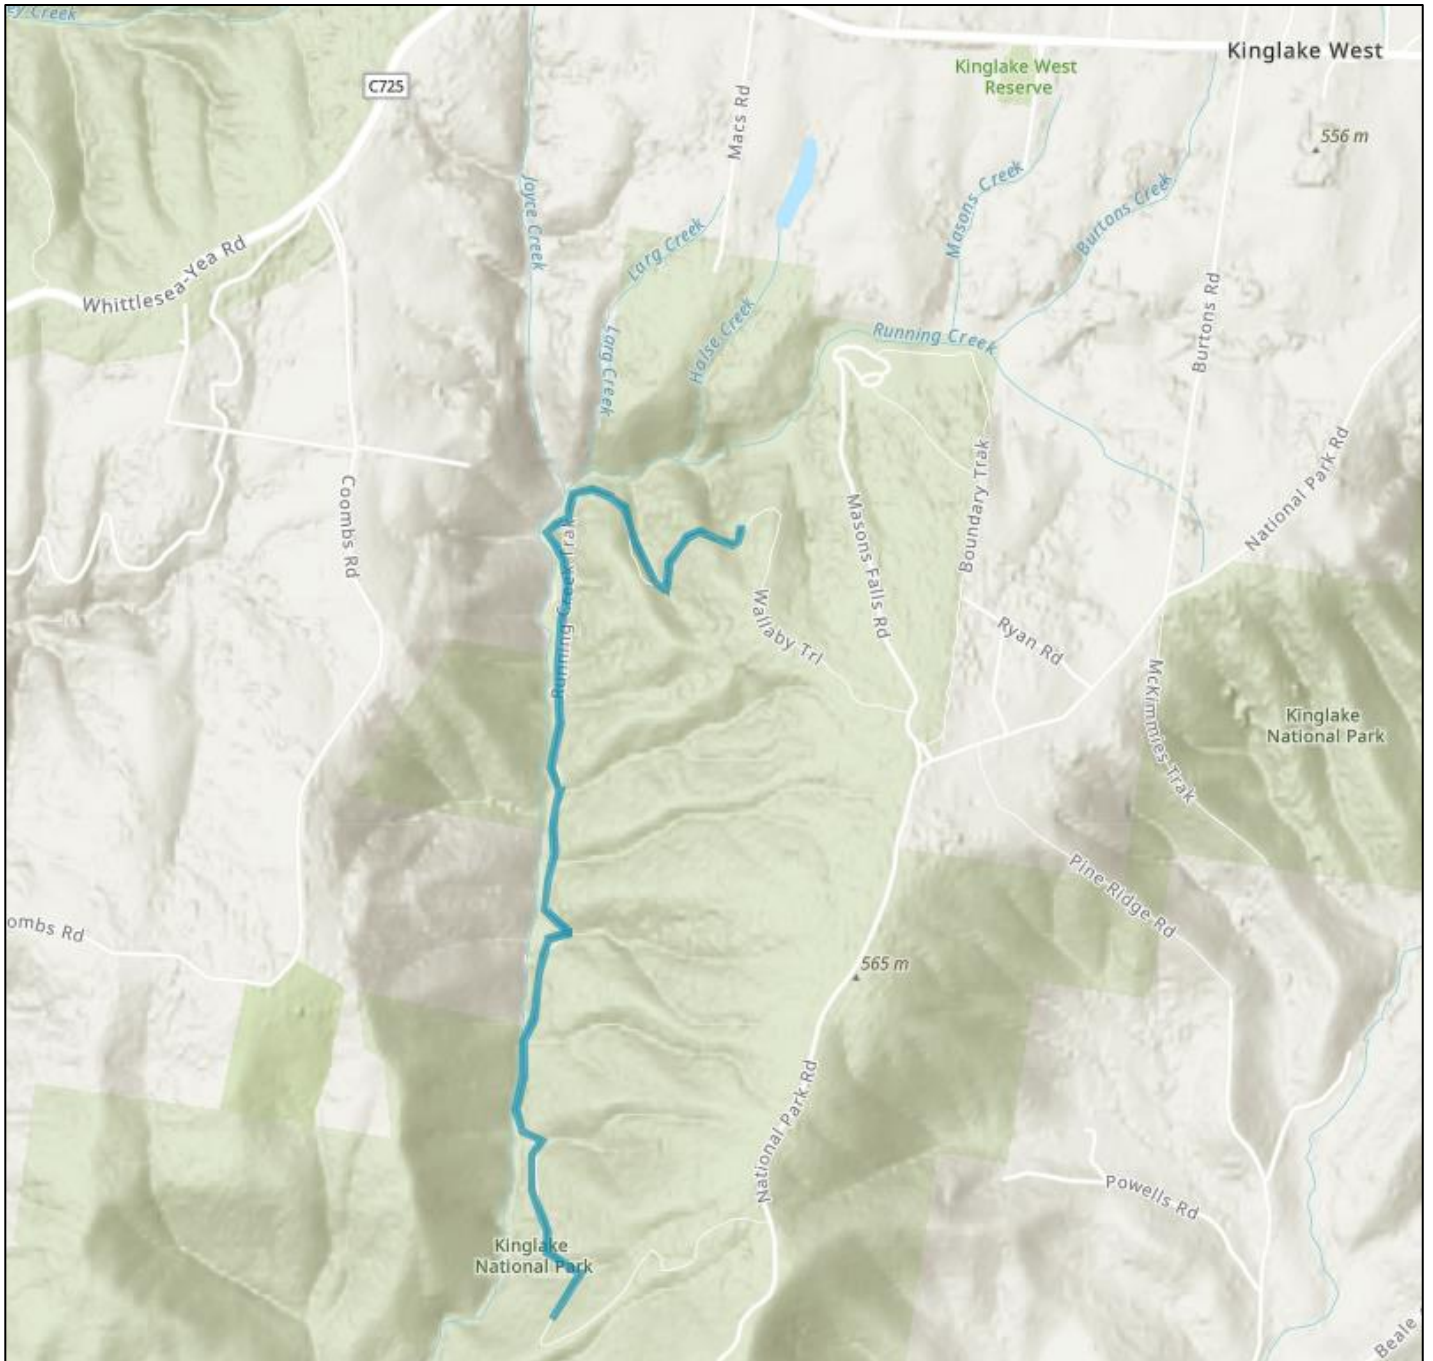 ey Creek
Kinglake West
Kinglake West
Reserve
C725
Macs Rd
556 m
Joyce Creek
Masons Creek
Burtons Creek
Larg Creek
Whittlesea-Yea Rd
Halse Creek
Larg Creek
Running Creek
Burtons Rd
National Park Rd
Coombs Rd
Masons Falls Rd
Boundary Trak
Running Creek Trak
Wallaby Trl
Ryan Rd
McKimmies Trak
Kinglake
National Park
Pine Ridge Rd
ombs Rd
565 m
National Park Rd
Powells Rd
Kinglake
National Park
Beale